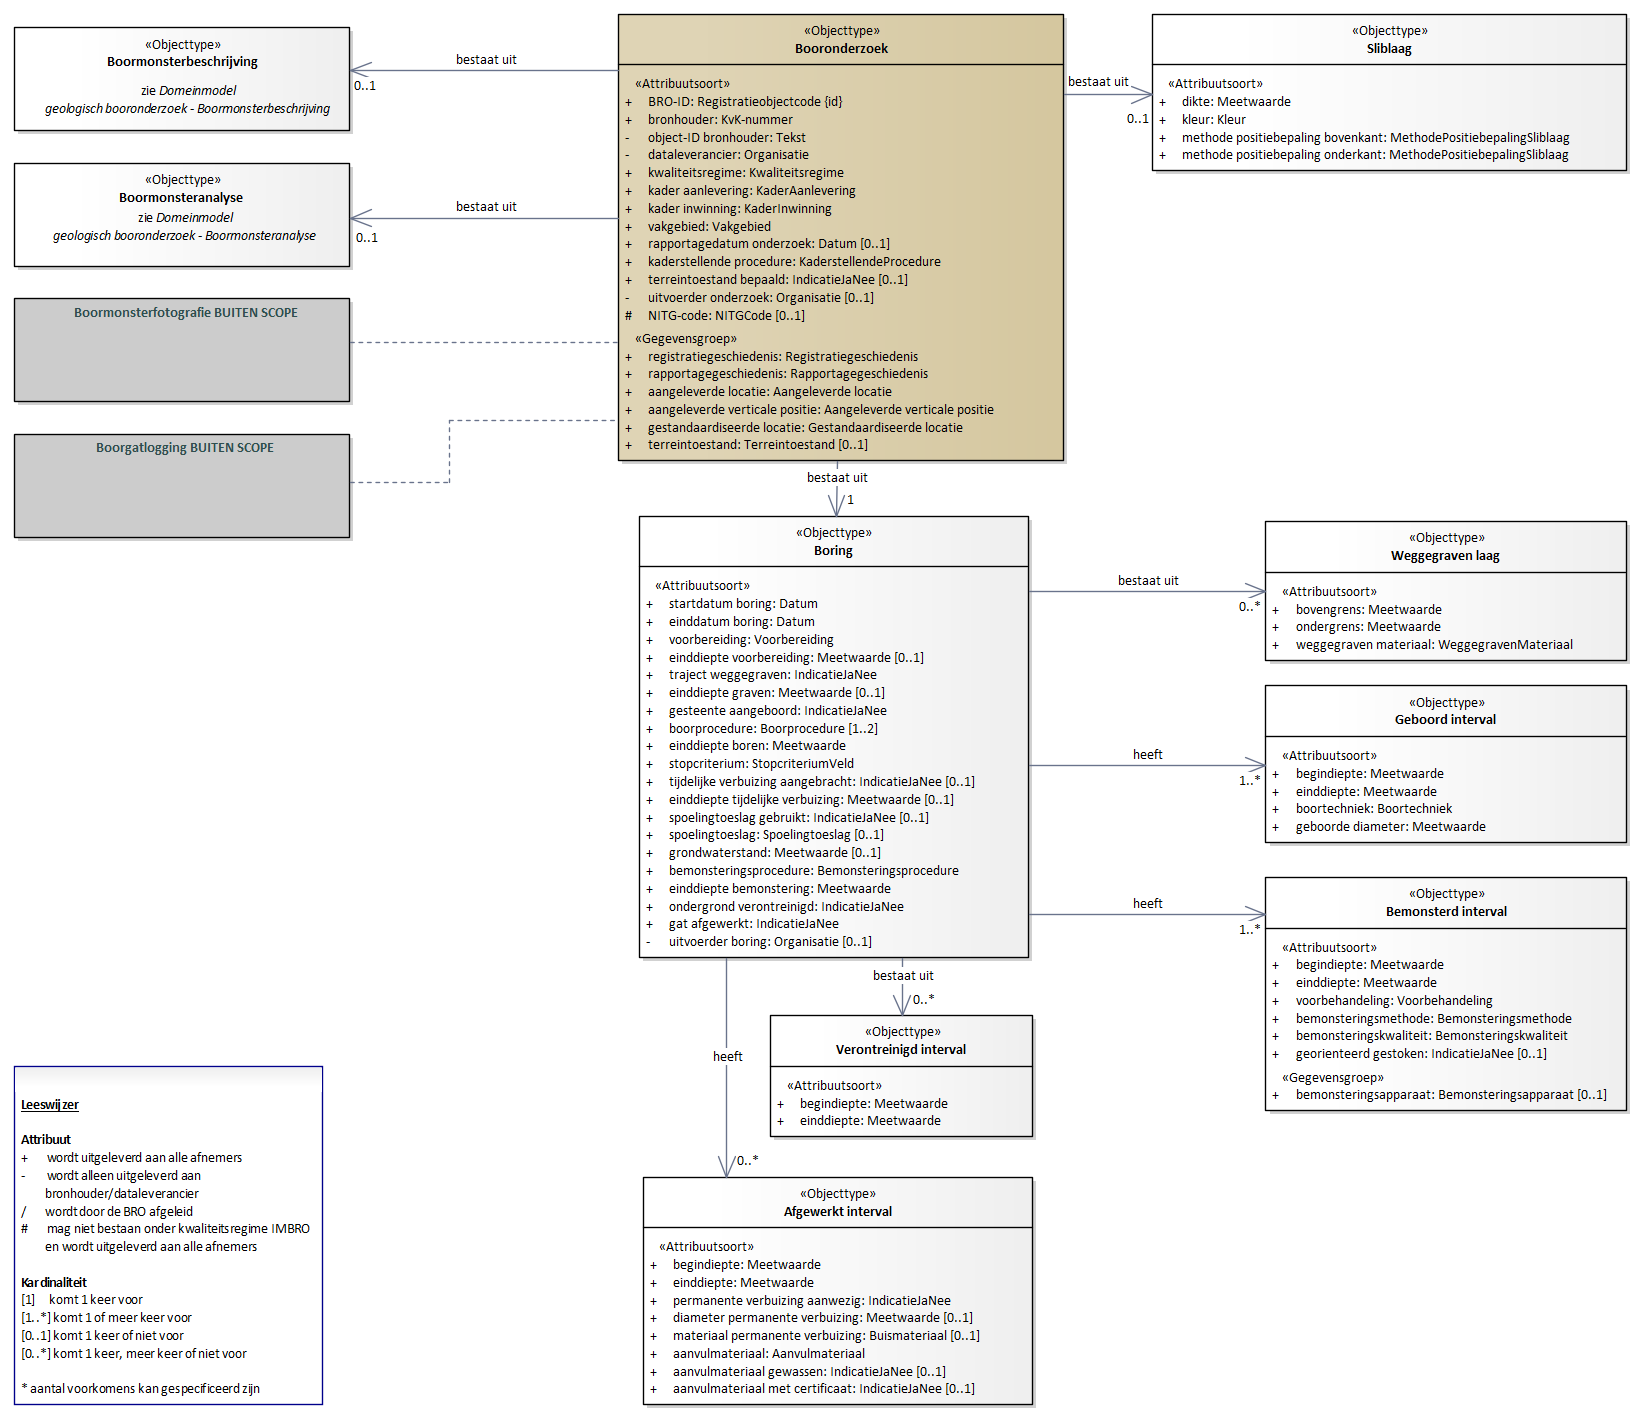 «Objecttype»
Boormonsterbeschrijving
zie Domeinmodel
geologisch booronderzoek - Boormonsterbeschrijving
bestaat uit
0..1
«Objecttype»
Boormonsteranalyse
zie Domeinmodel
geologisch booronderzoek - Boormonsteranalyse
bestaat uit
0..1
Boormonsterfotografie BUITEN SCOPE
Boorgatlogging BUITEN SCOPE
«Objecttype»
Booronderzoek
«Attribuutsoort»
+ BRO-ID: Registratieobjectcode {id}
+ bronhouder: KvK-nummer
- object-ID bronhouder: Tekst
- dataleverancier: Organisatie
+ kwaliteitsregime: Kwaliteitsregime
+ kader aanlevering: KaderAanlevering
+ kader inwinning: KaderInwinning
+ vakgebied: Vakgebied
+ rapportagedatum onderzoek: Datum [0..1]
+ kaderstellende procedure: KaderstellendeProcedure
+ terreintoestand bepaald: IndicatieJaNee [0..1]
- uitvoerder onderzoek: Organisatie [0..1]
# NITG-code: NITGCode [0..1]
«Gegevensgroep»
+ registratiegeschiedenis: Registratiegeschiedenis
+ rapportagegeschiedenis: Rapportagegeschiedenis
+ aangeleverde locatie: Aangeleverde locatie
+ aangeleverde verticale positie: Aangeleverde verticale positie
+ gestandaardiseerde locatie: Gestandaardiseerde locatie
+ terreintoestand: Terreintoestand [0..1]
bestaat uit
0..1
«Objecttype»
Sliblaag
«Attribuutsoort»
+ dikte: Meetwaarde
+ kleur: Kleur
+ methode positiebepaling bovenkant: MethodePositiebepalingSliblaag
+ methode positiebepaling onderkant: MethodePositiebepalingSliblaag
bestaat uit
1
«Objecttype»
Boring
«Attribuutsoort»
+ startdatum boring: Datum
+ einddatum boring: Datum
+ voorbereiding: Voorbereiding
+ einddiepte voorbereiding: Meetwaarde [0..1]
+ traject weggegraven: IndicatieJaNee
+ einddiepte graven: Meetwaarde [0..1]
+ gesteente aangeboord: IndicatieJaNee
+ boorprocedure: Boorprocedure [1..2]
+ einddiepte boren: Meetwaarde
+ stopcriterium: StopcriteriumVeld
+ tijdelijke verbuizing aangebracht: IndicatieJaNee [0..1]
+ einddiepte tijdelijke verbuizing: Meetwaarde [0..1]
+ spoelingtoeslag gebruikt: IndicatieJaNee [0..1]
+ spoelingtoeslag: Spoelingtoeslag [0..1]
+ grondwaterstand: Meetwaarde [0..1]
+ bemonsteringsprocedure: Bemonsteringsprocedure
+ einddiepte bemonstering: Meetwaarde
+ ondergrond verontreinigd: IndicatieJaNee
+ gat afgewerkt: IndicatieJaNee
- uitvoerder boring: Organisatie [0..1]
bestaat uit
0..*
«Objecttype»
Weggegraven laag
«Attribuutsoort»
+ bovengrens: Meetwaarde
+ ondergrens: Meetwaarde
+ weggegraven materiaal: WeggegravenMateriaal
heeft
1..*
«Objecttype»
Geboord interval
«Attribuutsoort»
+ begindiepte: Meetwaarde
+ einddiepte: Meetwaarde
+ boortechniek: Boortechniek
+ geboorde diameter: Meetwaarde
heeft
1..*
«Objecttype»
Bemonsterd interval
«Attribuutsoort»
+ begindiepte: Meetwaarde
+ einddiepte: Meetwaarde
+ voorbehandeling: Voorbehandeling
+ bemonsteringsmethode: Bemonsteringsmethode
+ bemonsteringskwaliteit: Bemonsteringskwaliteit
+ georienteerd gestoken: IndicatieJaNee [0..1]
«Gegevensgroep»
+ bemonsteringsapparaat: Bemonsteringsapparaat [0..1]
bestaat uit
0..*
«Objecttype»
Verontreinigd interval
«Attribuutsoort»
+ begindiepte: Meetwaarde
+ einddiepte: Meetwaarde
heeft
0..*
«Objecttype»
Afgewerkt interval
«Attribuutsoort»
+ begindiepte: Meetwaarde
+ einddiepte: Meetwaarde
+ permanente verbuizing aanwezig: IndicatieJaNee
+ diameter permanente verbuizing: Meetwaarde [0..1]
+ materiaal permanente verbuizing: Buismateriaal [0..1]
+ aanvulmateriaal: Aanvulmateriaal
+ aanvulmateriaal gewassen: IndicatieJaNee [0..1]
+ aanvulmateriaal met certificaat: IndicatieJaNee [0..1]
Leeswijzer
Attribuut
+ wordt uitgeleverd aan alle afnemers
- wordt alleen uitgeleverd aan
bronhouder/dataleverancier
/ wordt door de BRO afgeleid
# mag niet bestaan onder kwaliteitsregime IMBRO
en wordt uitgeleverd aan alle afnemers
Kardinaliteit
[1] komt 1 keer voor
[1..*] komt 1 of meer keer voor
[0..1] komt 1 keer of niet voor
[0..*] komt 1 keer, meer keer of niet voor
* aantal voorkomens kan gespecificeerd zijn